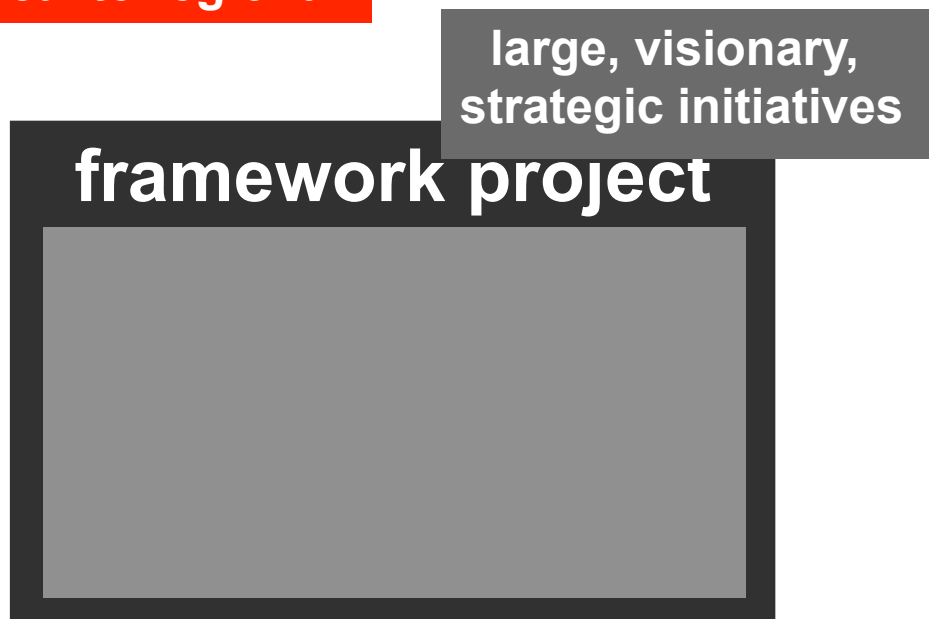 large, visionary,
strategic initiatives
framework project